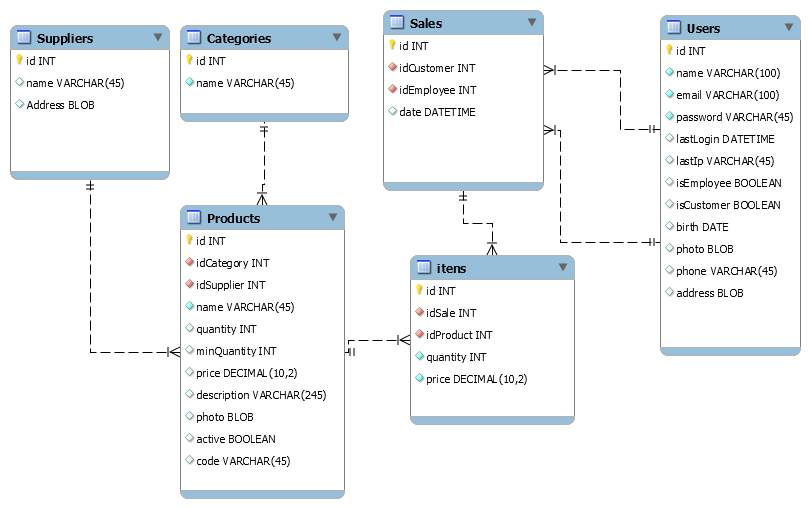 Suppliers
id INT
name VARCHAR(45)
Address BLOB
Categories
id INT
name VARCHAR(45)
Sales
id INT
idCustomer INT
idEmployee INT
date DATETIME
Users
id INT
name VARCHAR(100)
email VARCHAR(100)
password VARCHAR(45)
lastLogin DATETIME
lastIp VARCHAR(45)
isEmployee BOOLEAN
isCustomer BOOLEAN
birth DATE
photo BLOB
phone VARCHAR(45)
address BLOB
Products
id INT
idCategory INT
idSupplier INT
name VARCHAR(45)
quantity INT
minQuantity INT
price DECIMAL(10,2)
description VARCHAR(245)
photo BLOB
active BOOLEAN
code VARCHAR(45)
itens
id INT
idSale INT
idProduct INT
quantity INT
price DECIMAL(10,2)